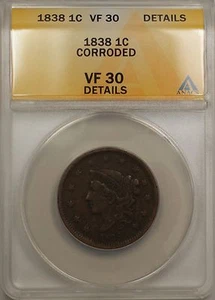 1838 1C VF 30 DETAILS
1838 1C
CORRODED
VF 30
DETAILS